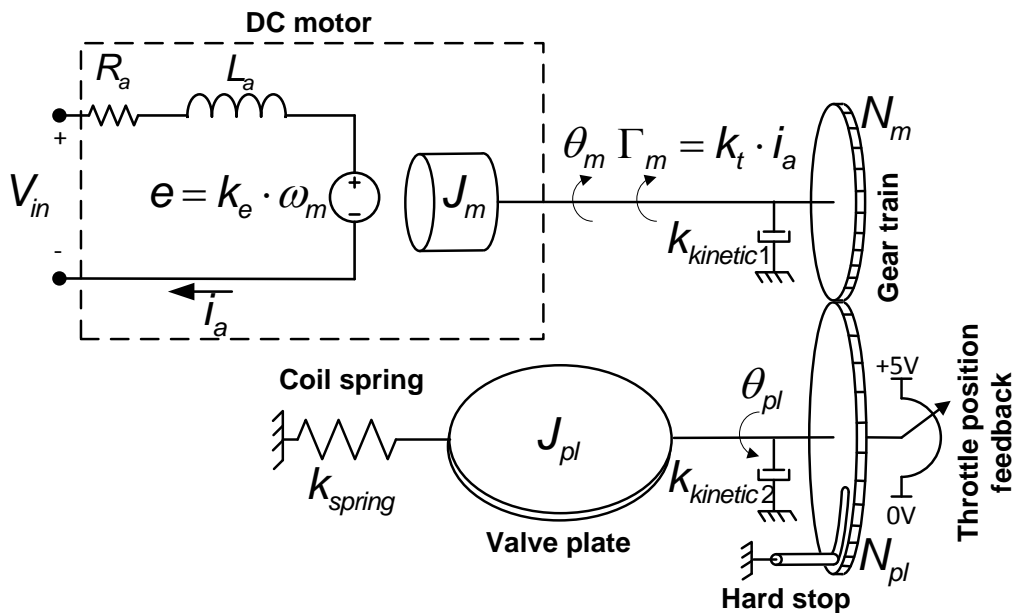 DC motor
R_a
L_a
+
V_in
-
e = k_e · ω_m
+
-
i_a
J_m
θ_m Γ_m = k_t · i_a
k_kinetic1
N_m
Gear train
Coil spring
k_spring
J_pl
Valve plate
θ_pl
k_kinetic2
+5V
0V
Throttle position
feedback
N_pl
Hard stop